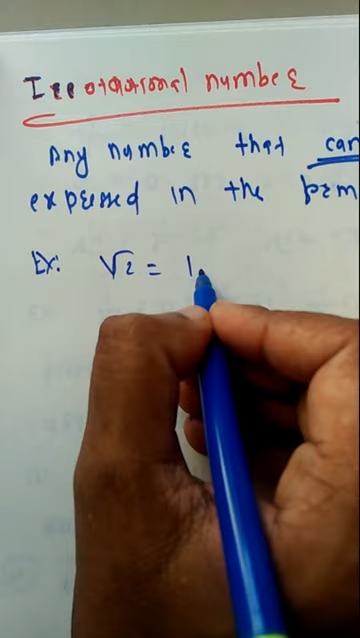 Irrational number
Any number that can
expressed in the form
Ex: √2 = 1